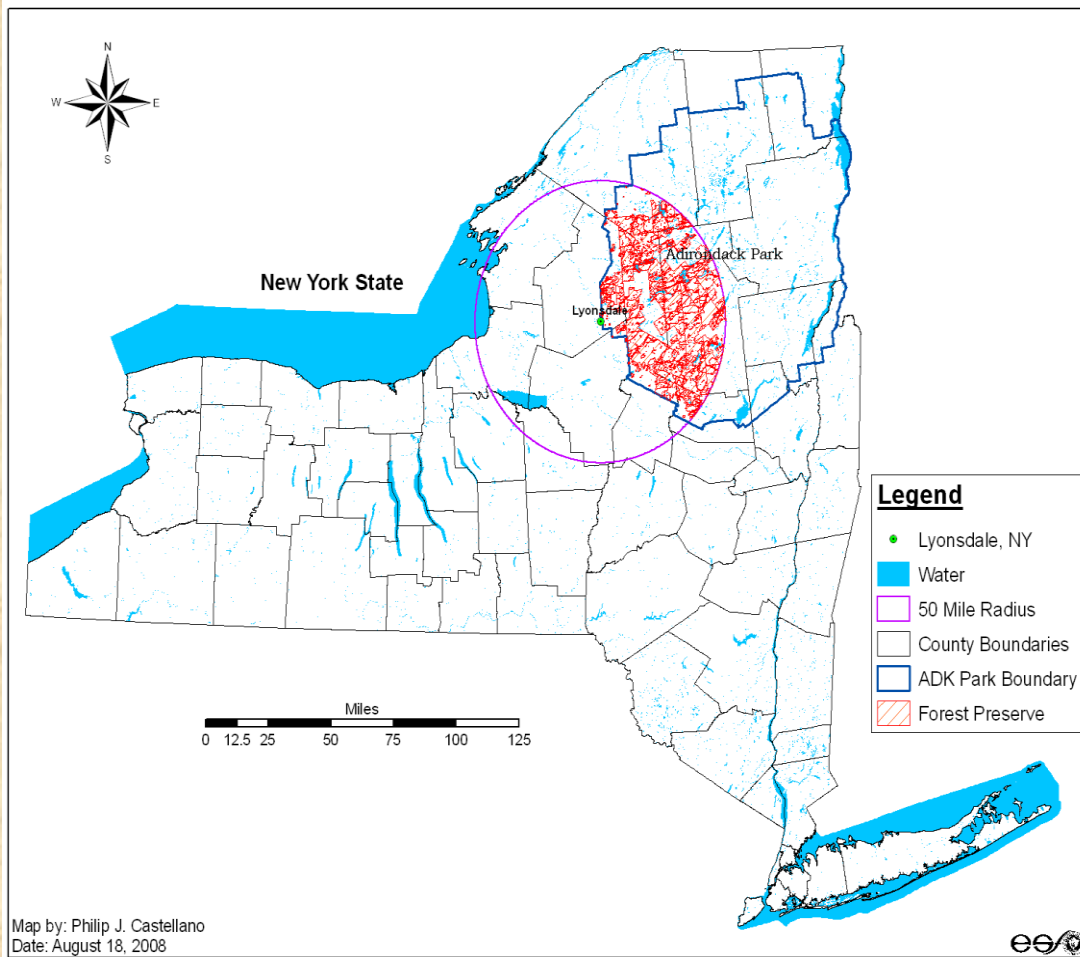 N
W
E
S
New York State
Adirondack Park
Lyonsdale
Legend
Lyonsdale, NY
Water
50 Mile Radius
County Boundaries
ADK Park Boundary
Forest Preserve
Miles
0 12.5 25 50 75 100 125
Map by: Philip J. Castellano
Date: August 18, 2008
esf